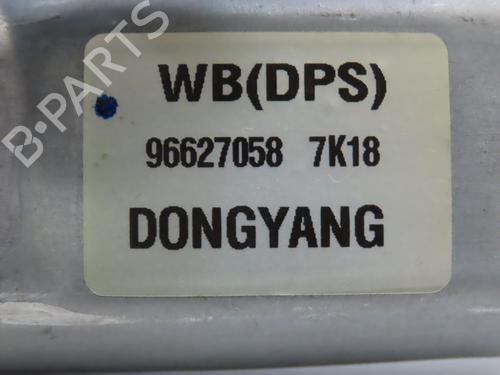 B-PARTS
WB(DPS)
96627058 7K18
DONGYANG